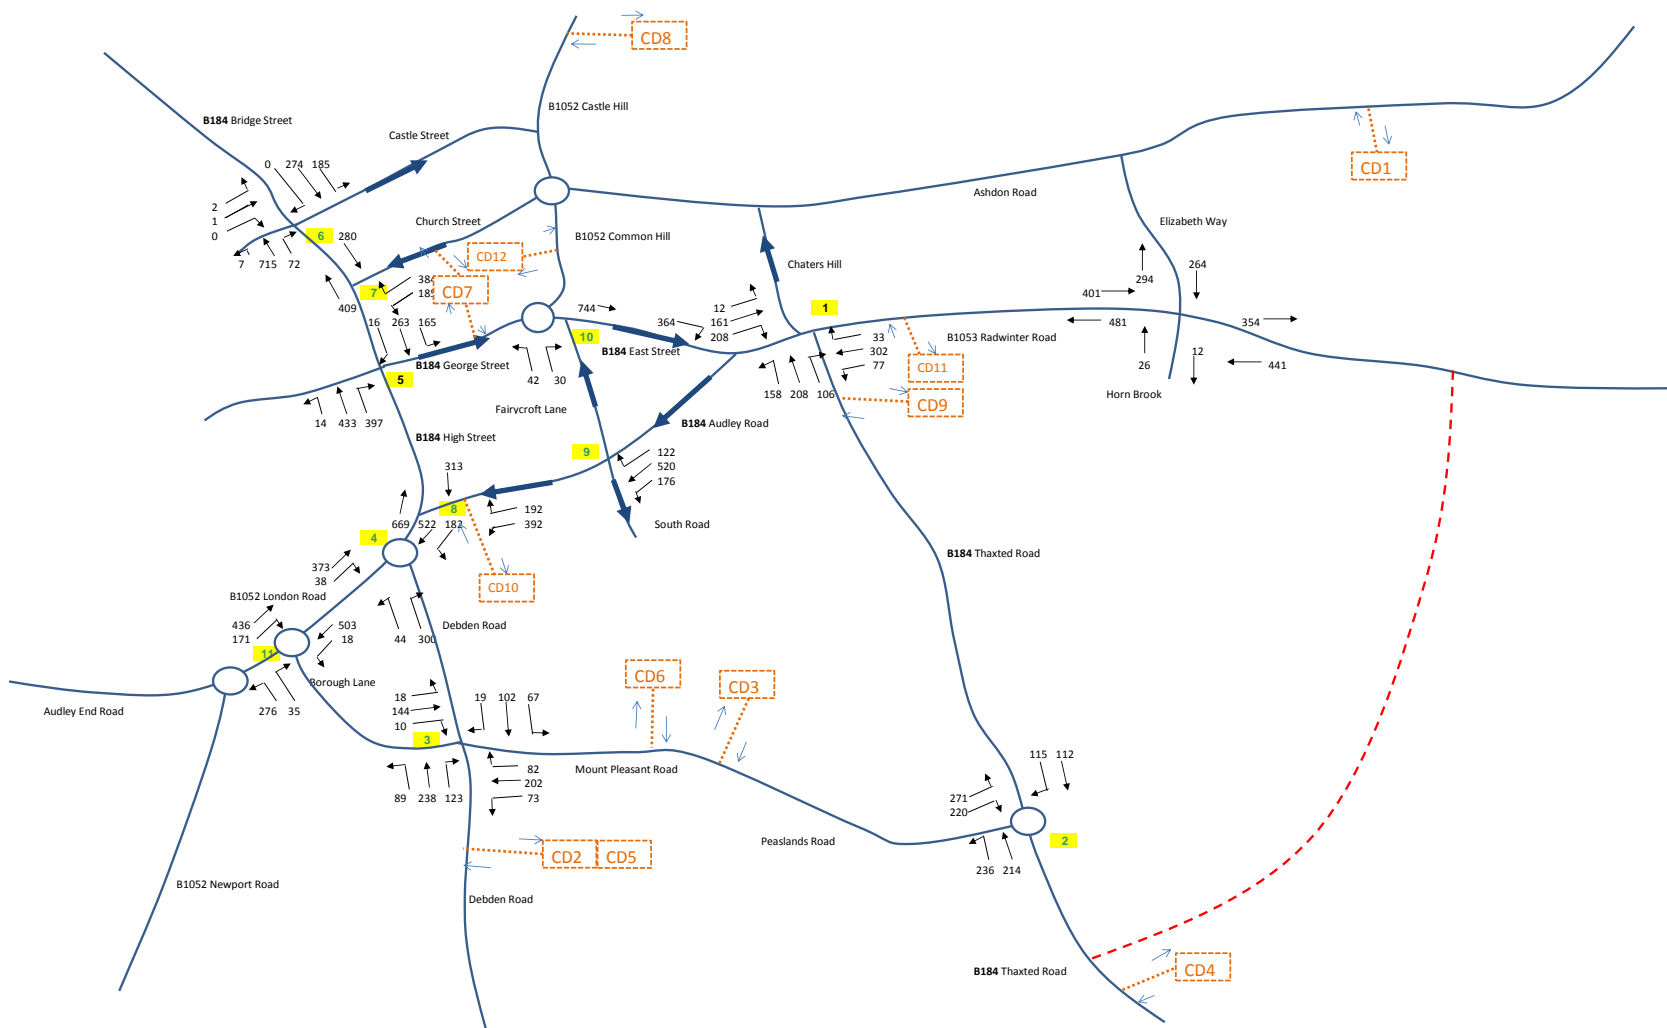 CD8
B1052 Castle Hill
B184 Bridge Street
Castle Street
0 274 185
CD1
Ashdon Road
2
1
0
Church Street
Elizabeth Way
6
280
B1052 Common Hill
7 715 72
CD12
Chaters Hill
264
294
384
7
CD7
401
409
744
12
1
16 263 165
364
161
208
481
354
10
B184 East Street
33
302
77
B1053 Radwinter Road
B184 George Street
5
42 30
158 208 106
CD11
26
12
441
Horn Brook
Fairycroft Lane
CD9
14 433 397
B184 Audley Road
B184 High Street
9
122
520
176
313
8
192
392
669 522 182
South Road
4
B184 Thaxted Road
373
38
CD10
B1052 London Road
436
171
503
18
44 300
Debden Road
11
CD6
CD3
Borough Lane
276 35
Audley End Road
18
144
10
19 102 67
3
Mount Pleasant Road
82
202
73
89 238 123
115 112
271
220
Peaslands Road
2
CD2 CD5
236 214
B1052 Newport Road
Debden Road
B184 Thaxted Road
CD4